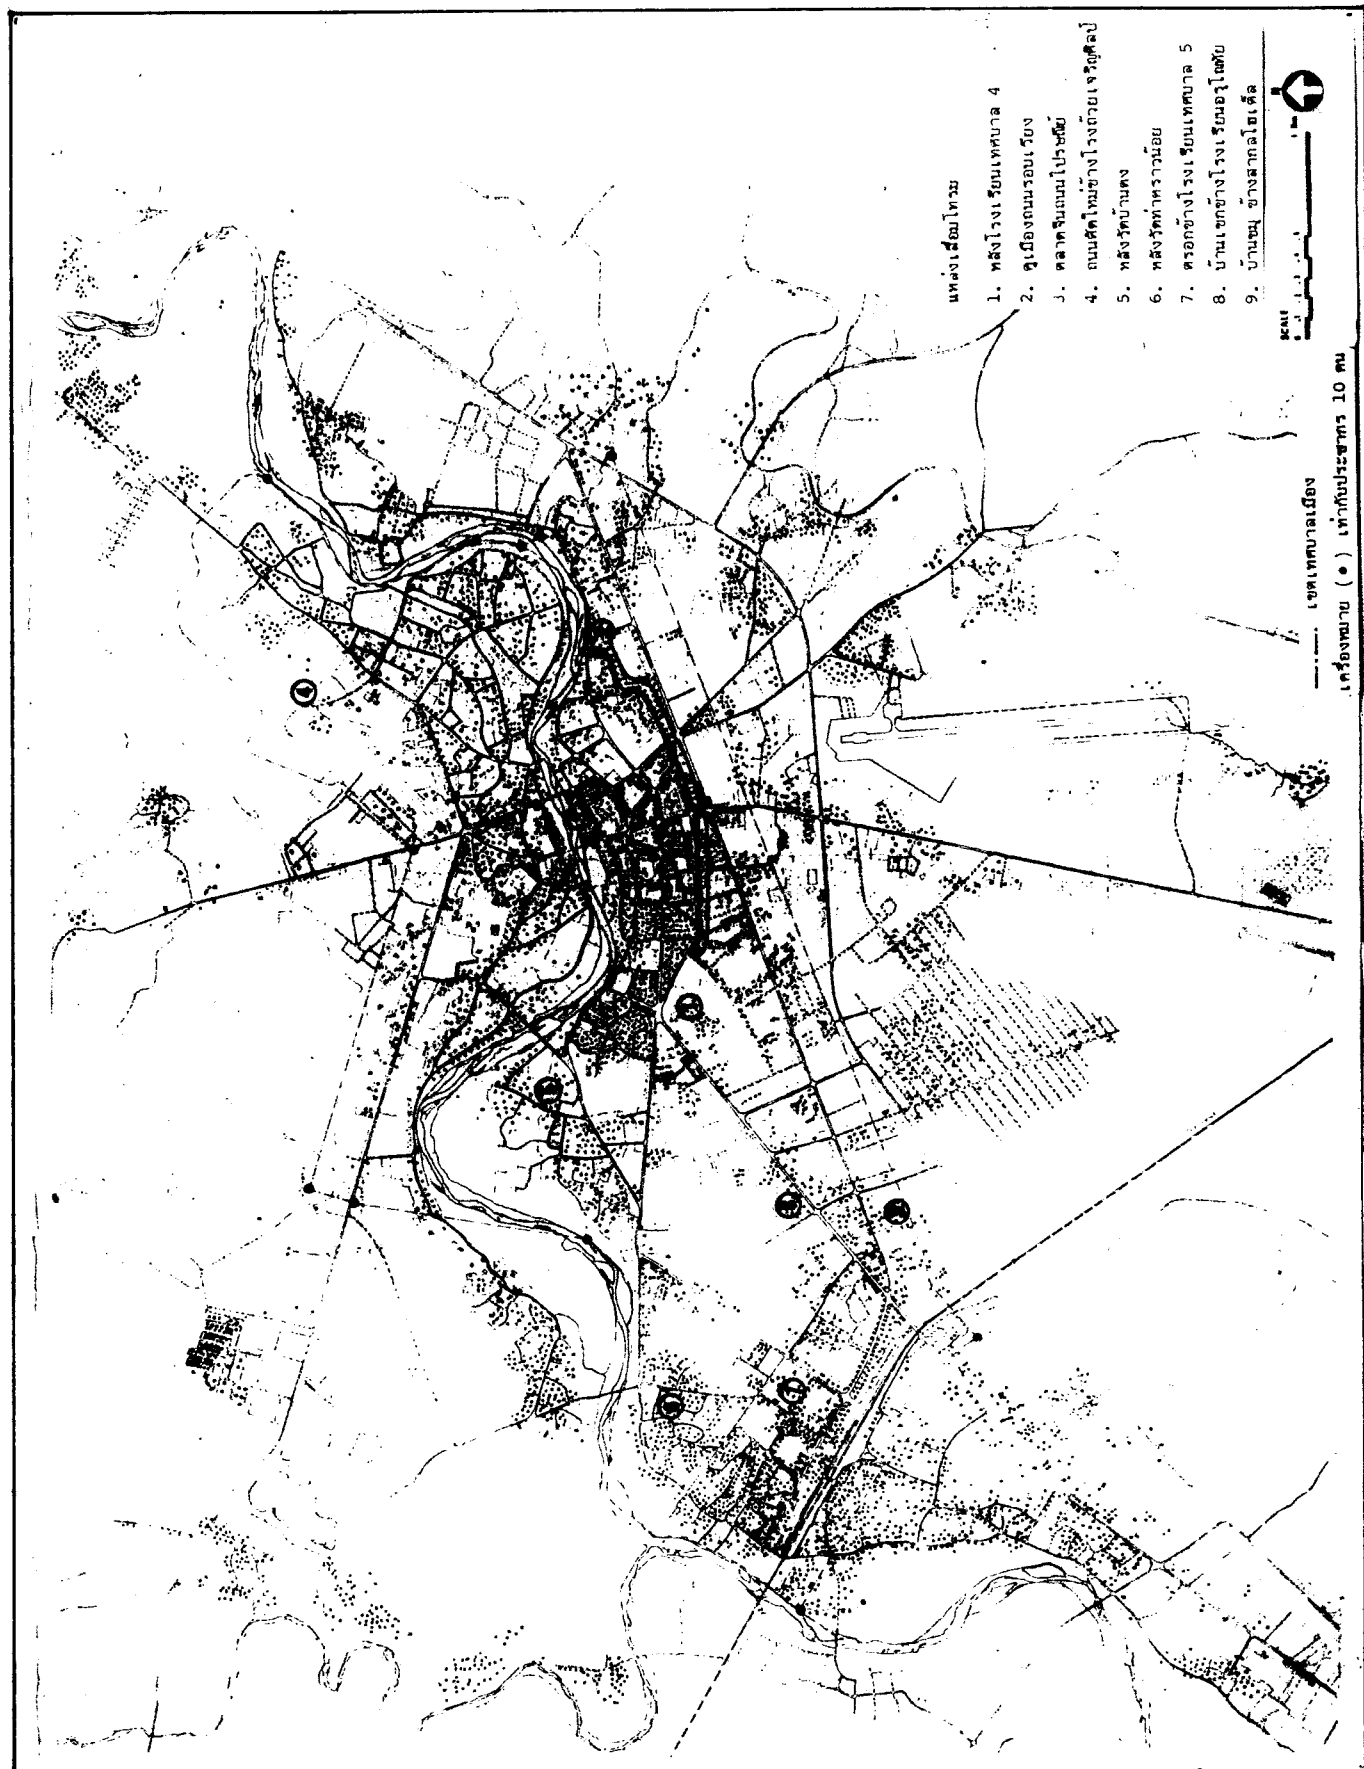 แหล่งเสื่อมโทรม
1. หลังโรงเรียนเทศบาล 4
2. คูเมืองถนนรอบเวียง
3. ตลาดจีนถนนไปรษณีย์
4. ถนนตัดใหม่ข้างโรงถ้วยเจริญศิลป์
5. หลังวัดบ้านดง
6. หลังวัดท่าคราวน้อย
7. ตรอกข้างโรงเรียนเทศบาล 5
8. บ้านเขกข้างโรงเรียนอรุโณทัย
9. บ้านขมุ ข้างสากลโฮเต็ล
SCALE
เขตเทศบาลเมือง
เครื่องหมาย ( • ) เท่ากับประชากร 10 คน
4
7